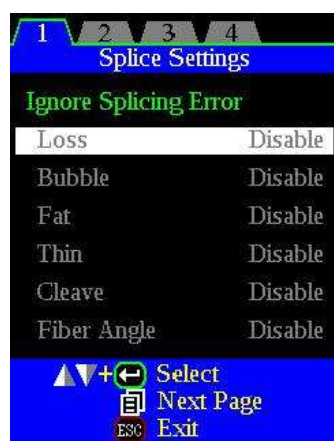 1 2 3 4
Splice Settings
Ignore Splicing Error
Loss Disable
Bubble Disable
Fat Disable
Thin Disable
Cleave Disable
Fiber Angle Disable
+ Select
Next Page
ESC Exit